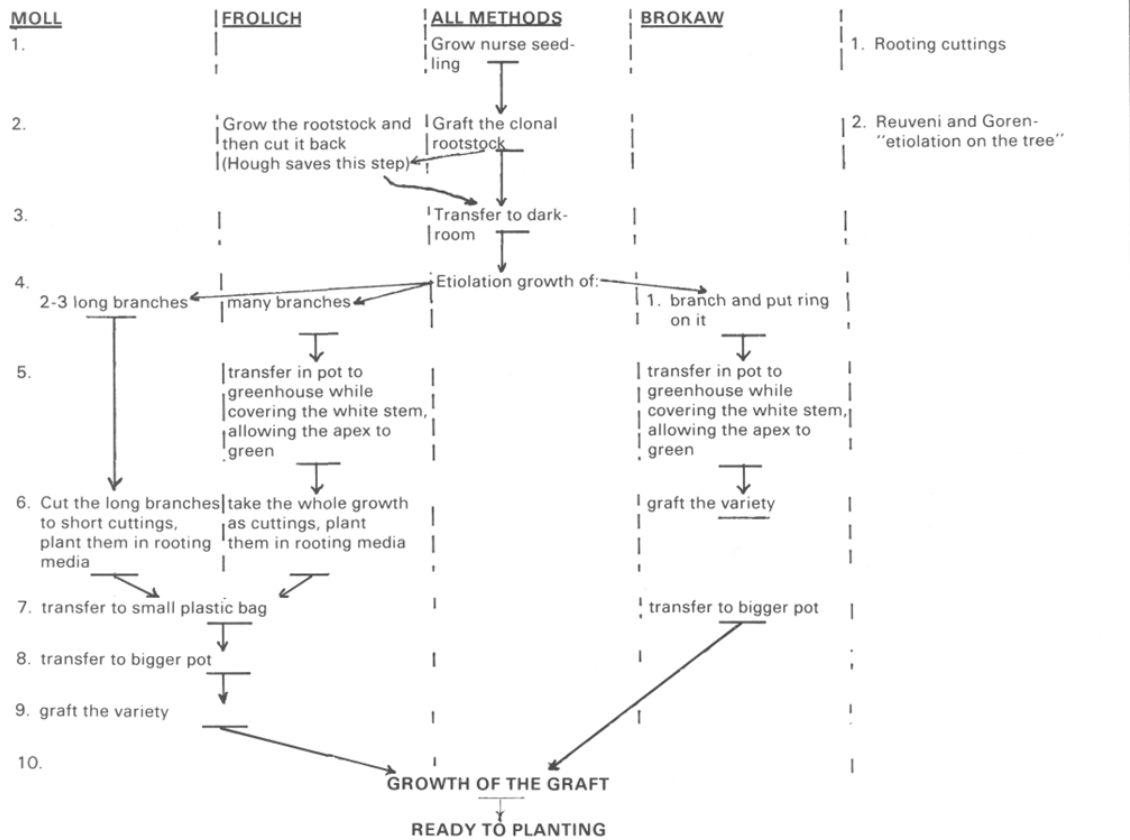 MOLL
FROLICH
ALL METHODS
BROKAW
1.
Grow nurse seed-
ling
1. Rooting cuttings
2.
Grow the rootstock and
then cut it back
(Hough saves this step)
Graft the clonal
rootstock
2. Reuveni and Goren-
"etiolation on the tree"
3.
Transfer to dark-
room
4.
Etiolation growth of:
2-3 long branches
many branches
1. branch and put ring
on it
5.
transfer in pot to
greenhouse while
covering the white stem,
allowing the apex to
green
transfer in pot to
greenhouse while
covering the white stem,
allowing the apex to
green
6. Cut the long branches
to short cuttings,
plant them in rooting
media
take the whole growth
as cuttings, plant
them in rooting media
graft the variety
7. transfer to small plastic bag
transfer to bigger pot
8. transfer to bigger pot
9. graft the variety
10.
GROWTH OF THE GRAFT
READY TO PLANTING